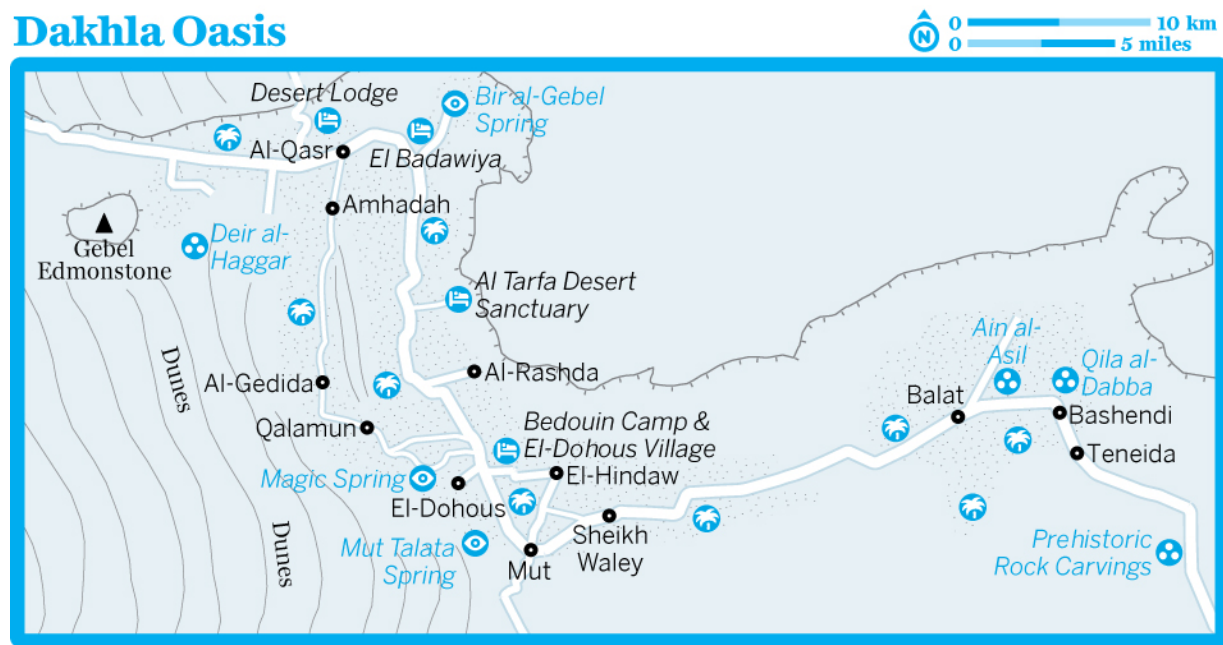 Dakhla Oasis
N
0 10 km
0 5 miles
Desert Lodge
Bir al-Gebel
Spring
Al-Qasr
El Badawiya
Amhadah
Gebel
Edmonstone
Deir al-
Haggar
Al Tarfa Desert
Sanctuary
Dunes
Al-Gedida
Al-Rashda
Ain al-
Asil
Qila al-
Dabba
Balat
Bashendi
Qalamun
Bedouin Camp &
El-Dohous Village
Teneida
Magic Spring
El-Hindaw
El-Dohous
Dunes
Mut Talata
Spring
Mut
Sheikh
Waley
Prehistoric
Rock Carvings